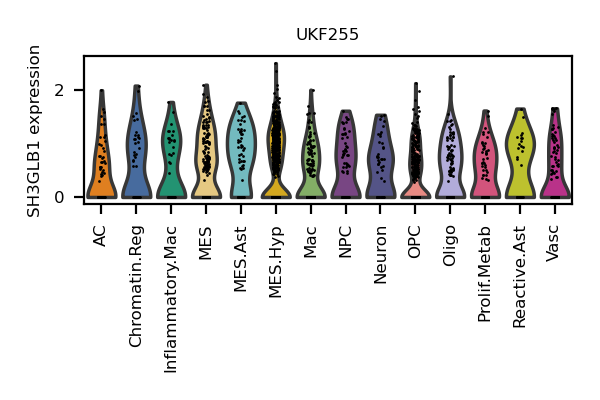 UKF255
SH3GLB1 expression
2
0
AC
Chromatin.Reg
Inflammatory.Mac
MES
MES.Ast
MES.Hyp
Mac
NPC
Neuron
OPC
Oligo
Prolif.Metab
Reactive.Ast
Vasc